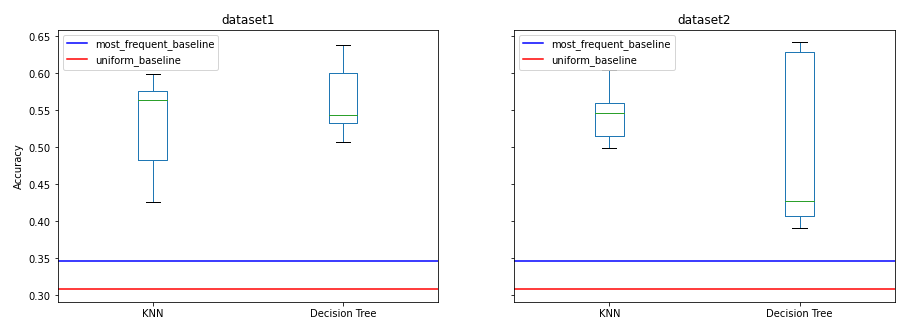 dataset1
dataset2
most_frequent_baseline
uniform_baseline
most_frequent_baseline
uniform_baseline
Accuracy
0.65
0.60
0.55
0.50
0.45
0.40
0.35
0.30
KNN
Decision Tree
KNN
Decision Tree